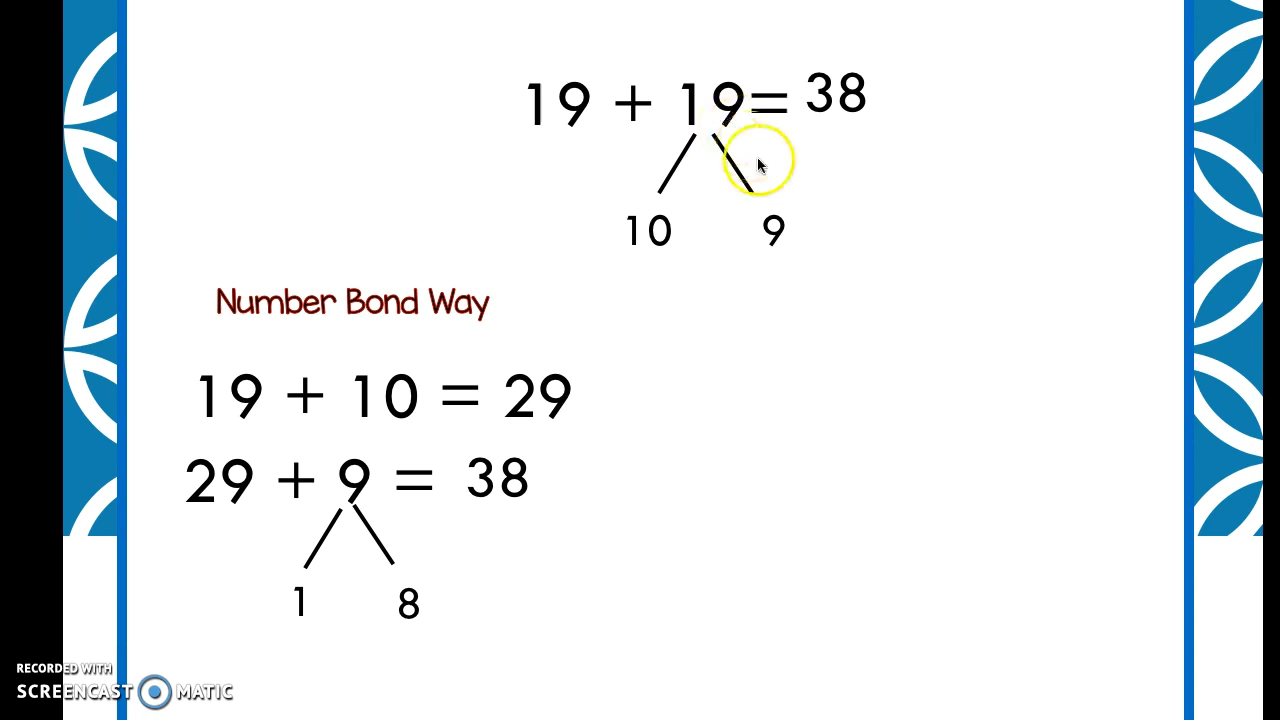 19 + 19= 38
10 9
Number Bond Way
19 + 10 = 29
29 + 9 = 38
1 8
RECORDED WITH
SCREENCAST MATIC